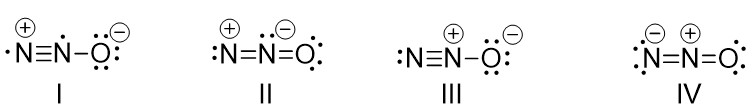 ⊕ ⊖ ⊕ ⊖ ⊕ ⊖ ⊖ ⊕
·N≡Ṅ–Ö: :N=N̈=O: :N≡N–Ö: :N=N=O:
I II III IV